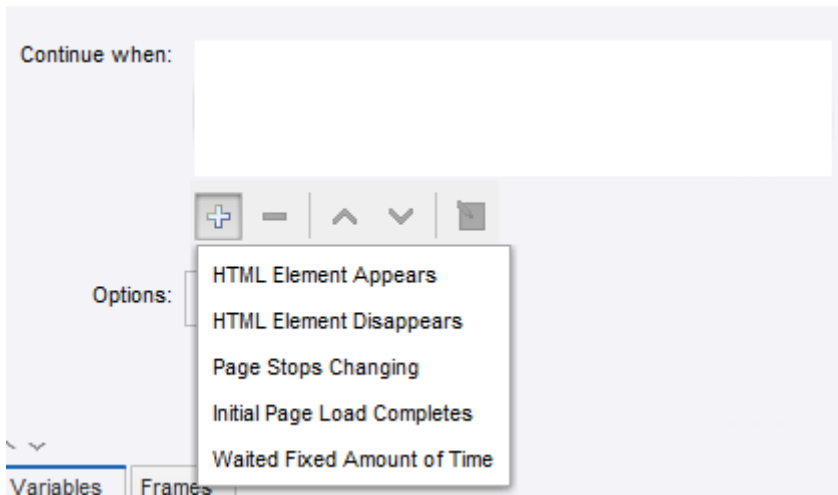 Continue when:
HTML Element Appears
Options:
HTML Element Disappears
Page Stops Changing
Initial Page Load Completes
Waited Fixed Amount of Time
Variables
Frames